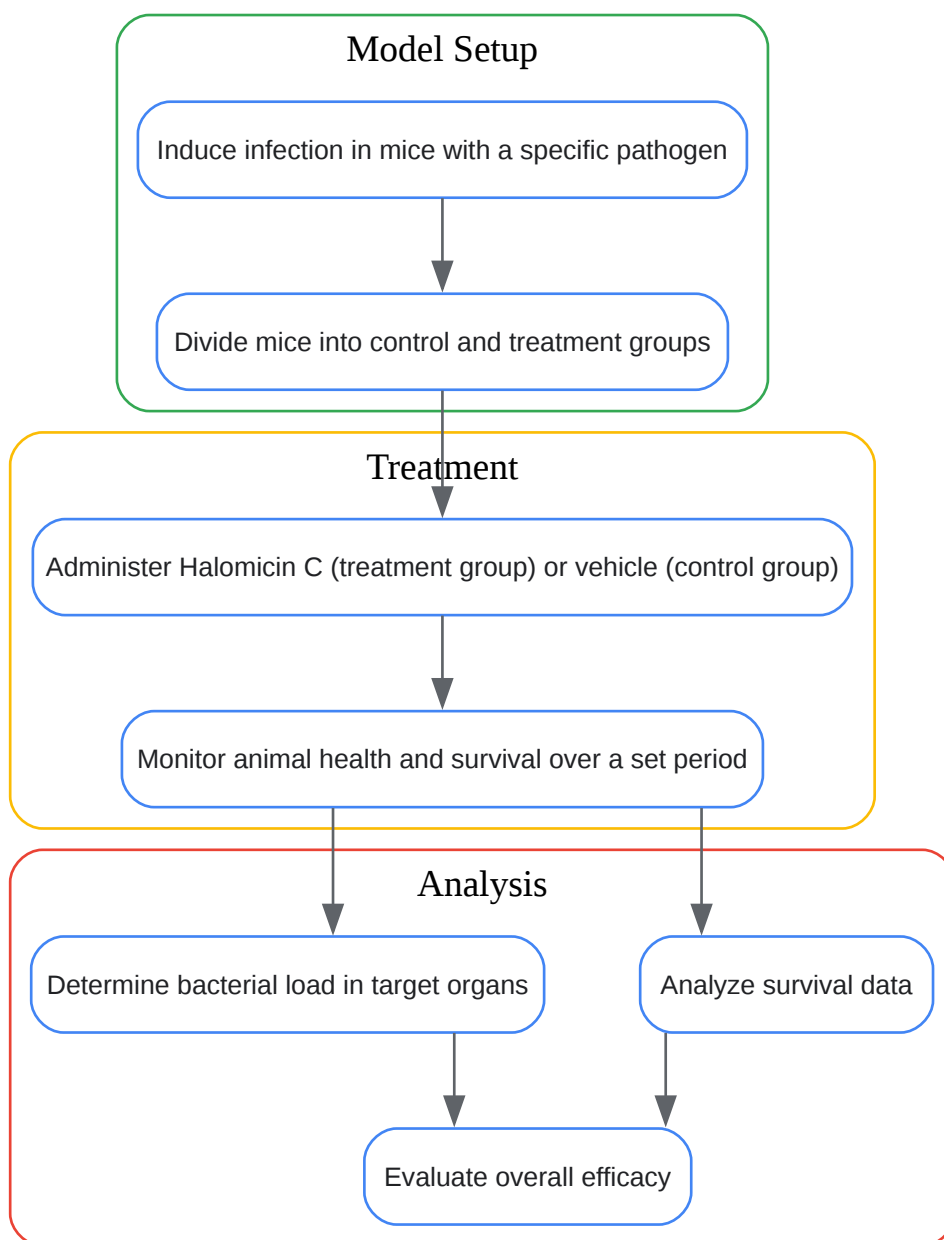 Model Setup
Induce infection in mice with a specific pathogen
Divide mice into control and treatment groups
Treatment
Administer Halomicin C (treatment group) or vehicle (control group)
Monitor animal health and survival over a set period
Analysis
Determine bacterial load in target organs
Analyze survival data
Evaluate overall efficacy